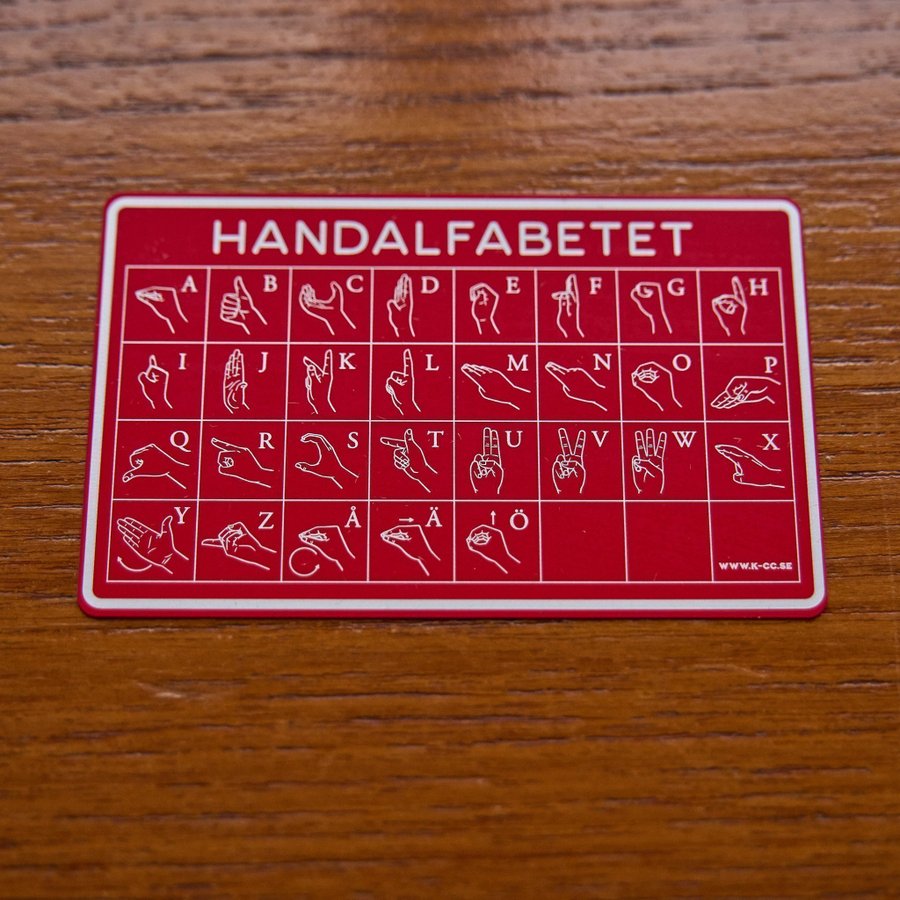 HANDALFABETET
A B C D E F G H
I J K L M N O P
Q R S T U V W X
Y Z Å Ä Ö
WWW.K-CC.SE